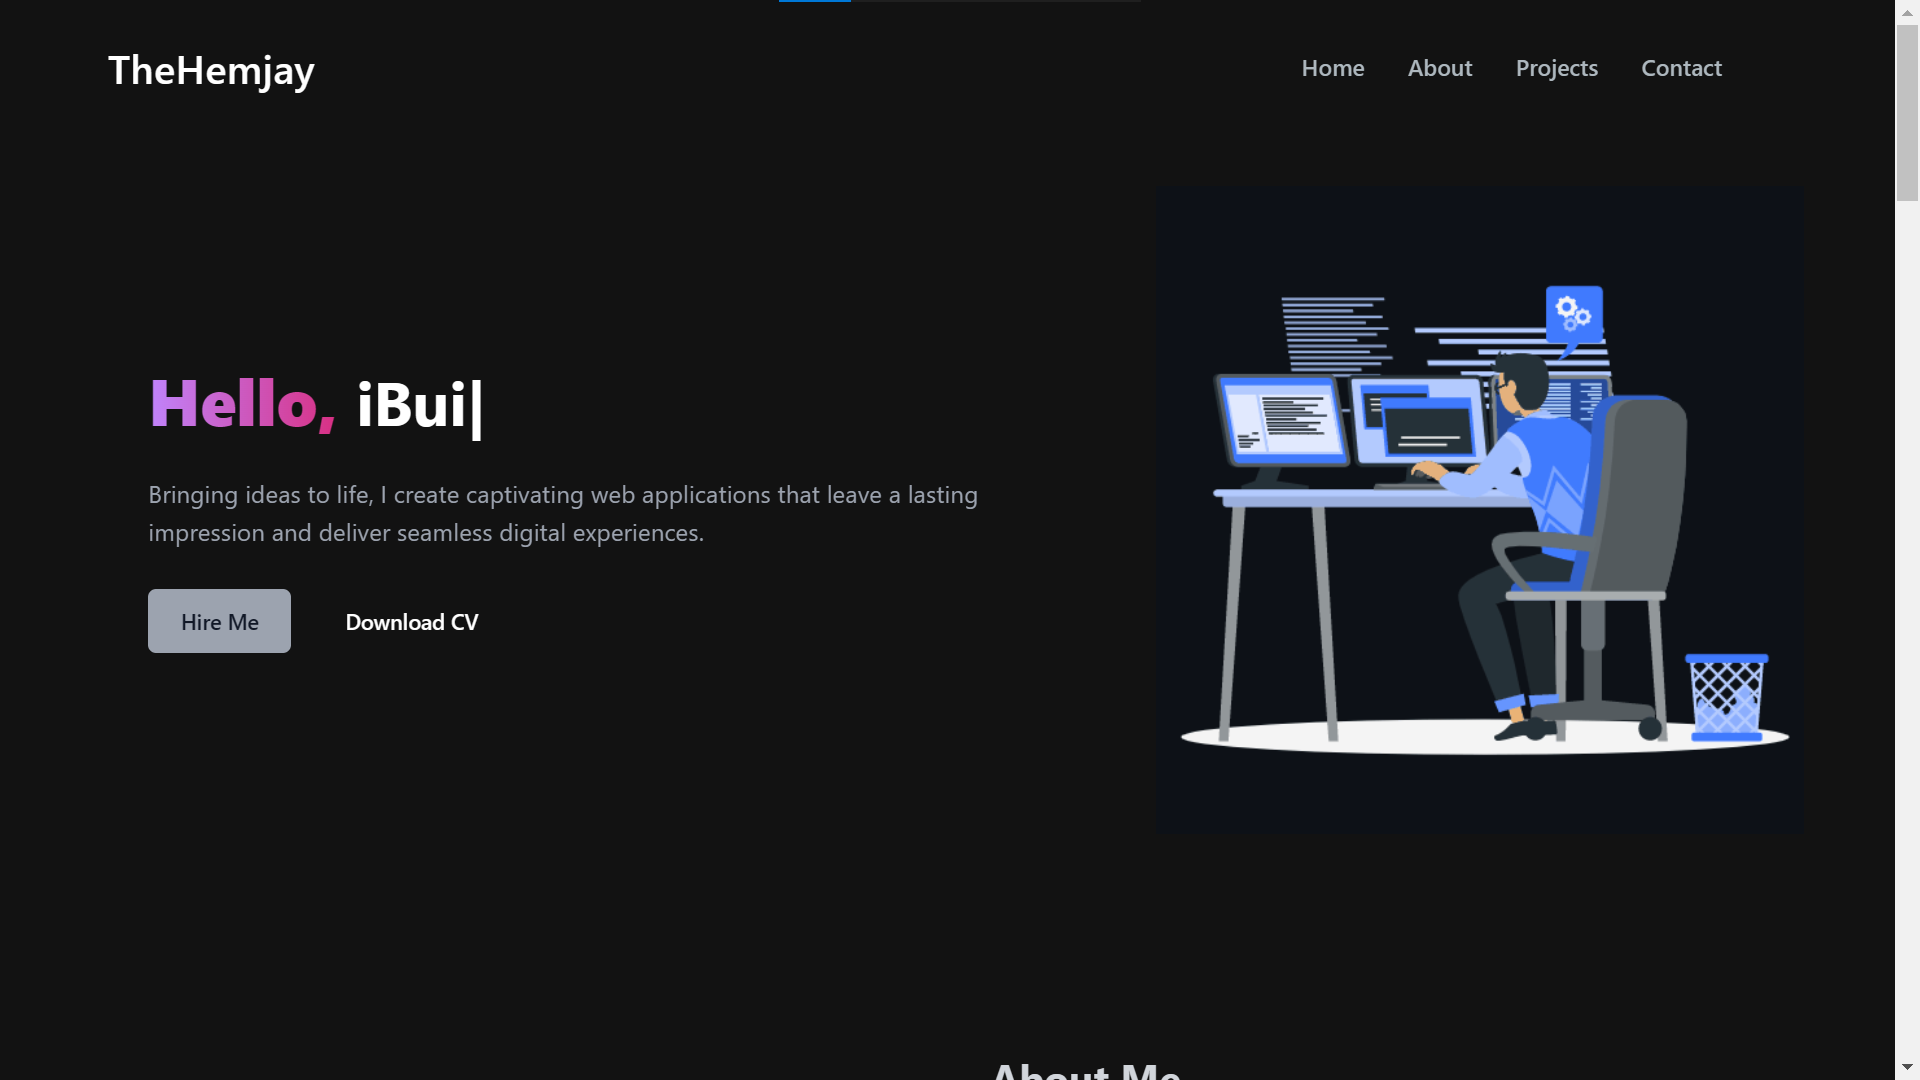 TheHemjay
Home About Projects Contact
Hello, iBui|
Bringing ideas to life, I create captivating web applications that leave a lasting
impression and deliver seamless digital experiences.
Hire Me Download CV
About Me